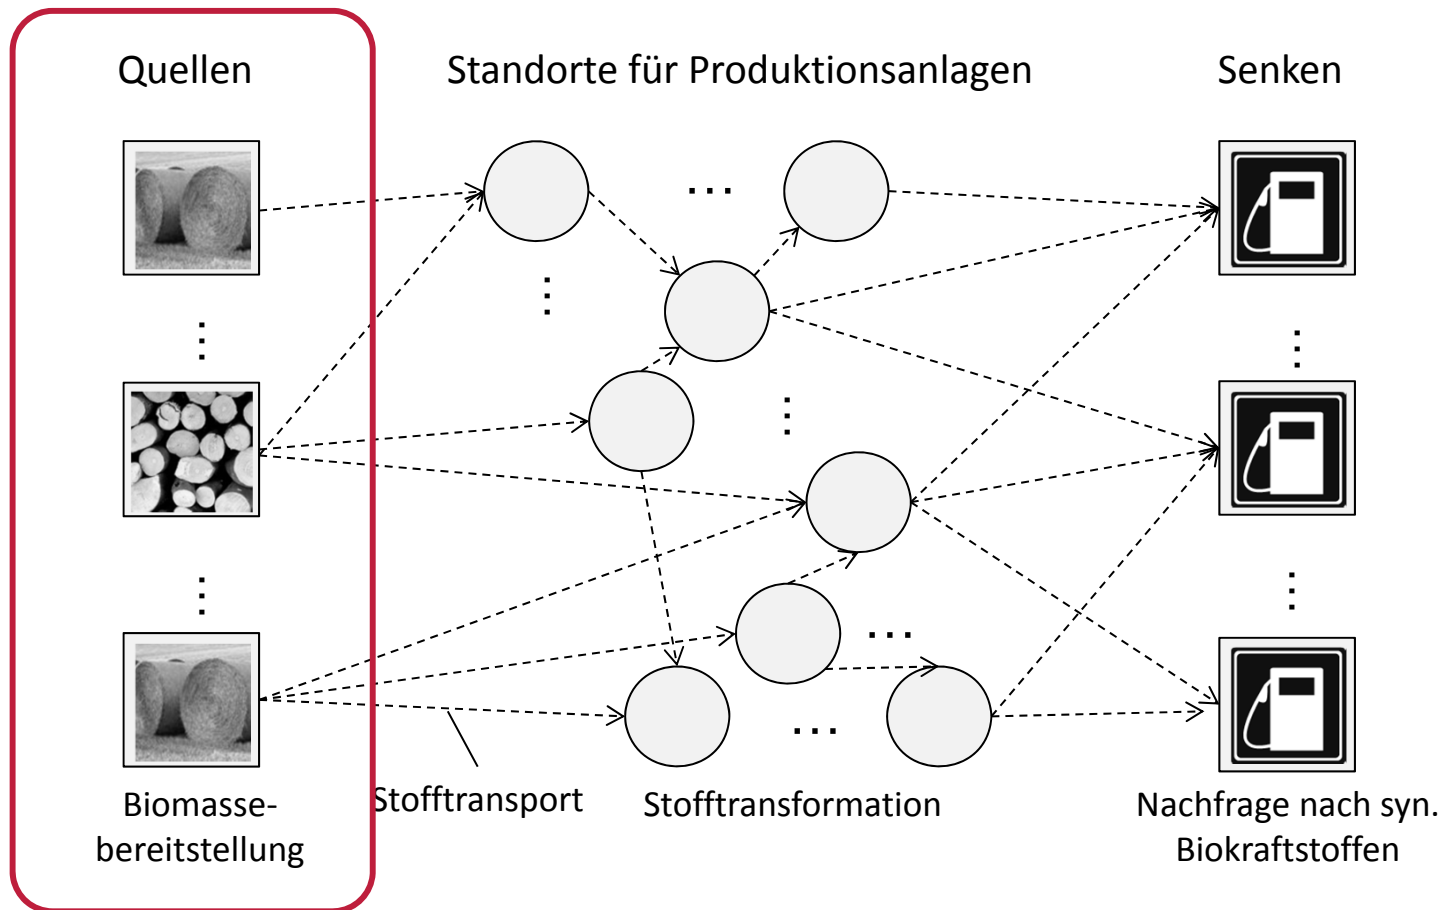 Quellen
Standorte für Produktionsanlagen
Senken
Stofftransport
Stofftransformation
Biomasse-
bereitstellung
Nachfrage nach syn.
Biokraftstoffen